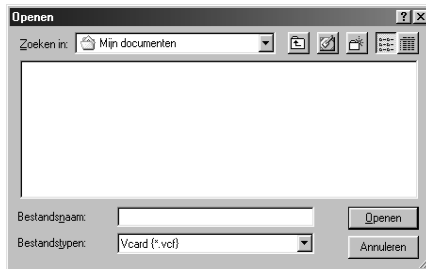 Openen
Zoeken in: Mijn documenten
Bestandsnaam:
Openen
Bestandstypen: Vcard (*.vcf)
Annuleren